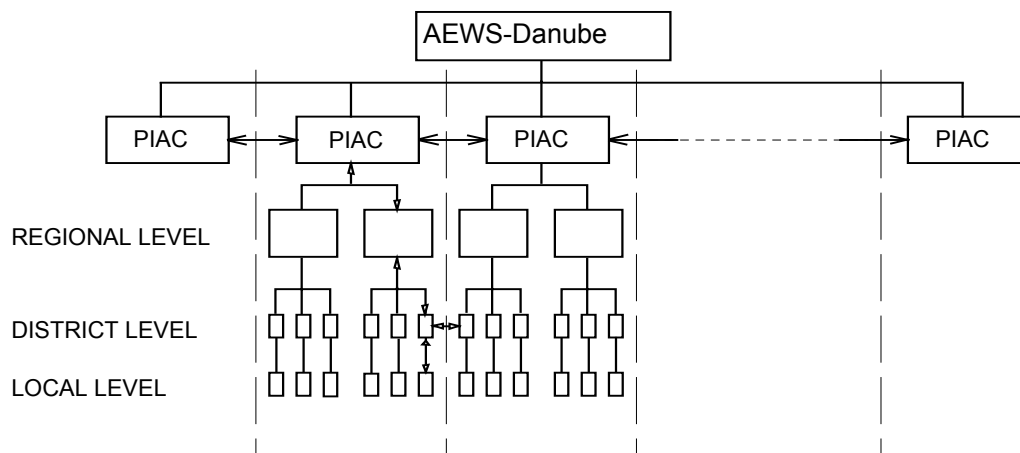 AEWS-Danube
PIAC PIAC PIAC PIAC
REGIONAL LEVEL
DISTRICT LEVEL
LOCAL LEVEL